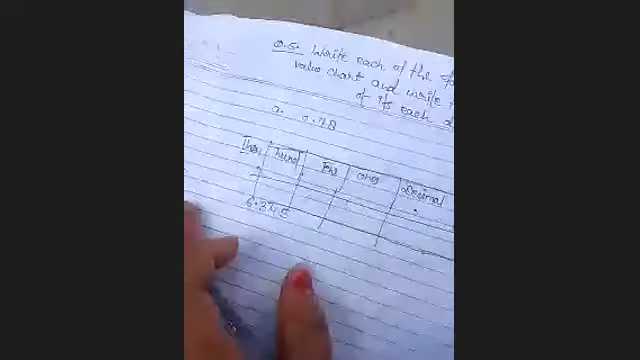 Q.5. Write each of the
value chart and write
of its each
a. 0.78
Thou Hund Ten ones Decimal
6.345